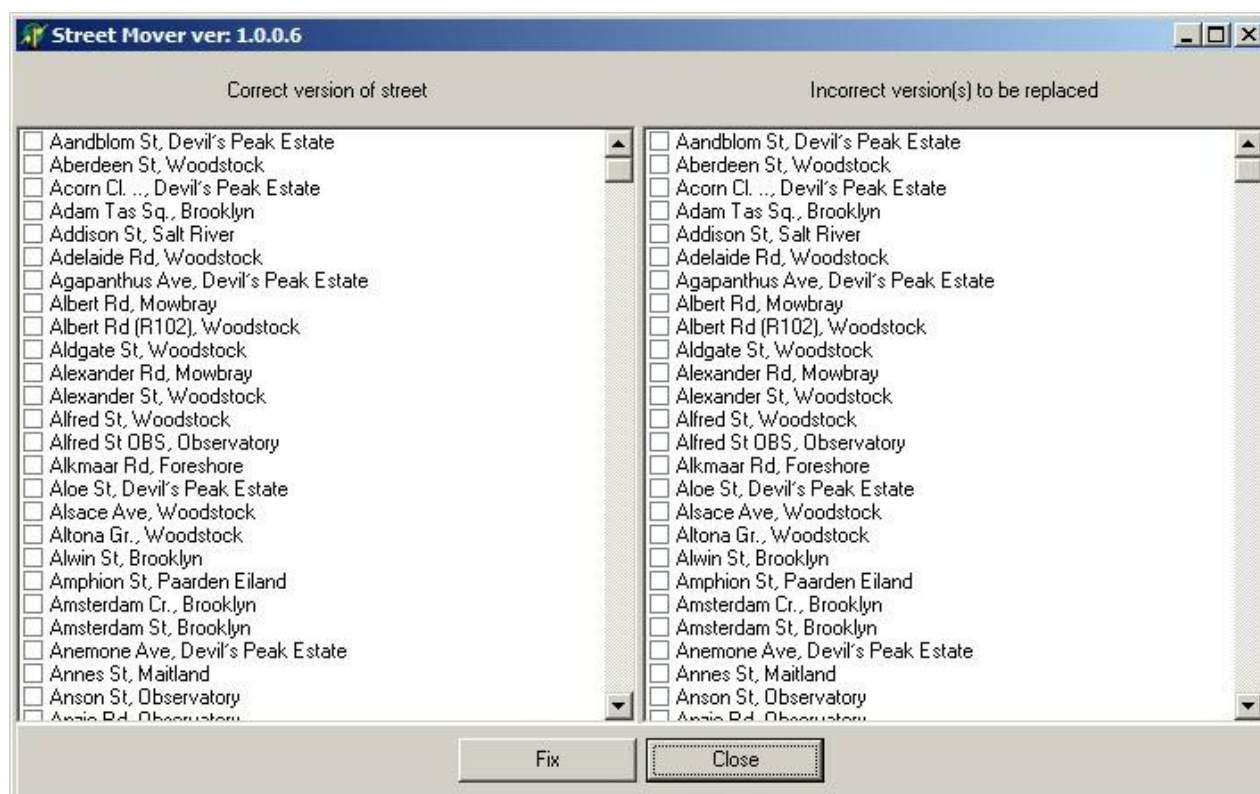 Street Mover ver: 1.0.0.6
Correct version of street
Incorrect version(s) to be replaced
Aandblom St, Devil's Peak Estate
Aberdeen St, Woodstock
Acorn Cl. .., Devil's Peak Estate
Adam Tas Sq., Brooklyn
Addison St, Salt River
Adelaide Rd, Woodstock
Agapanthus Ave, Devil's Peak Estate
Albert Rd, Mowbray
Albert Rd (R102), Woodstock
Aldgate St, Woodstock
Alexander Rd, Mowbray
Alexander St, Woodstock
Alfred St, Woodstock
Alfred St OBS, Observatory
Alkmaar Rd, Foreshore
Aloe St, Devil's Peak Estate
Alsace Ave, Woodstock
Altona Gr., Woodstock
Alwin St, Brooklyn
Amphion St, Paarden Eiland
Amsterdam Cr., Brooklyn
Amsterdam St, Brooklyn
Anemone Ave, Devil's Peak Estate
Annes St, Maitland
Anson St, Observatory
Anzio Rd, Observatory
Aandblom St, Devil's Peak Estate
Aberdeen St, Woodstock
Acorn Cl. .., Devil's Peak Estate
Adam Tas Sq., Brooklyn
Addison St, Salt River
Adelaide Rd, Woodstock
Agapanthus Ave, Devil's Peak Estate
Albert Rd, Mowbray
Albert Rd (R102), Woodstock
Aldgate St, Woodstock
Alexander Rd, Mowbray
Alexander St, Woodstock
Alfred St, Woodstock
Alfred St OBS, Observatory
Alkmaar Rd, Foreshore
Aloe St, Devil's Peak Estate
Alsace Ave, Woodstock
Altona Gr., Woodstock
Alwin St, Brooklyn
Amphion St, Paarden Eiland
Amsterdam Cr., Brooklyn
Amsterdam St, Brooklyn
Anemone Ave, Devil's Peak Estate
Annes St, Maitland
Anson St, Observatory
Anzio Rd, Observatory
Fix
Close